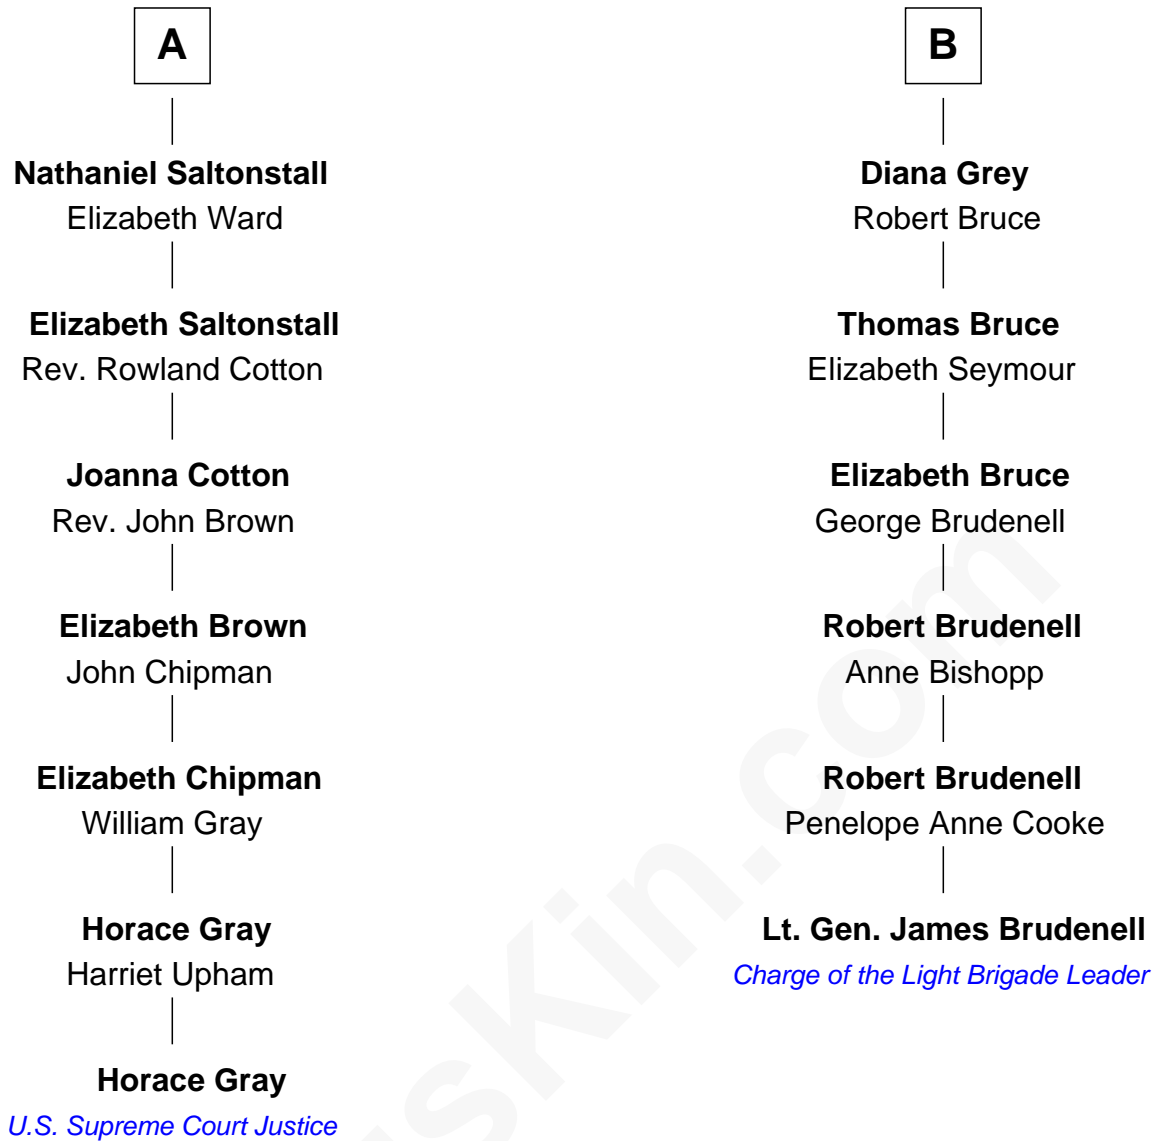 A
Nathaniel Saltonstall
Elizabeth Ward
Elizabeth Saltonstall
Rev. Rowland Cotton
Joanna Cotton
Rev. John Brown
Elizabeth Brown
John Chipman
Elizabeth Chipman
William Gray
Horace Gray
Harriet Upham
Horace Gray
U.S. Supreme Court Justice
B
Diana Grey
Robert Bruce
Thomas Bruce
Elizabeth Seymour
Elizabeth Bruce
George Brudenell
Robert Brudenell
Anne Bishopp
Robert Brudenell
Penelope Anne Cooke
Lt. Gen. James Brudenell
Charge of the Light Brigade Leader